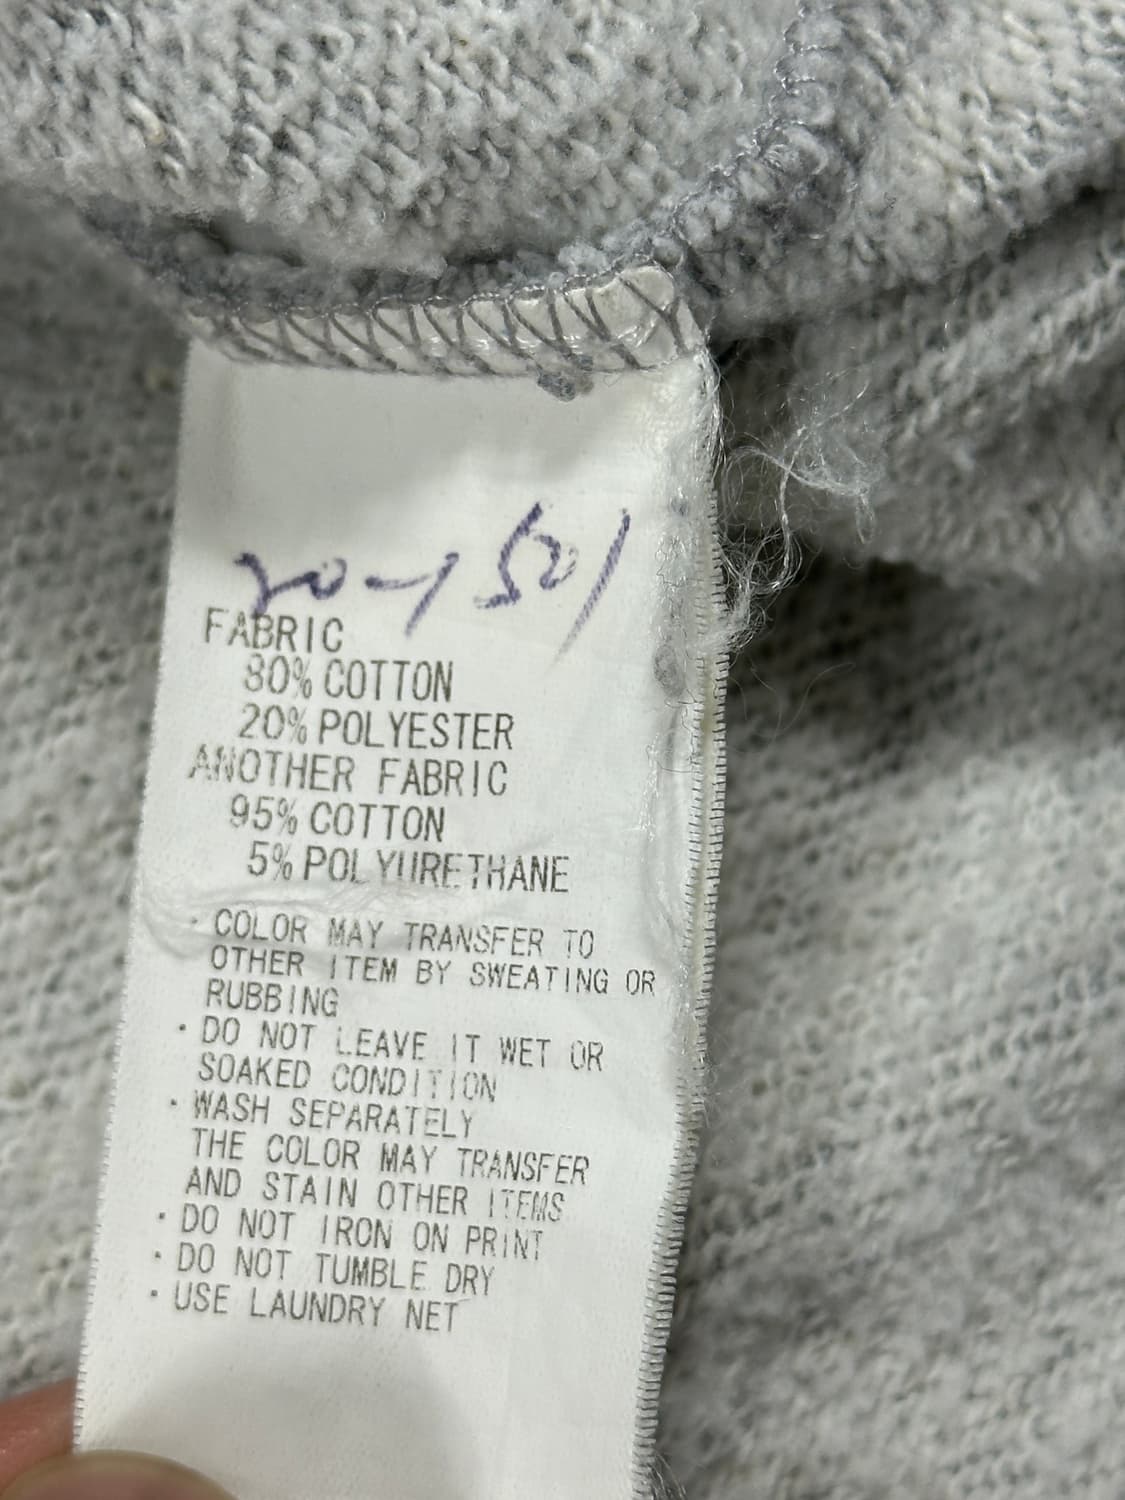 20-1501
FABRIC
80% COTTON
20% POLYESTER
ANOTHER FABRIC
95% COTTON
5% POLYURETHANE
· COLOR MAY TRANSFER TO
OTHER ITEM BY SWEATING OR
RUBBING
· DO NOT LEAVE IT WET OR
SOAKED CONDITION
· WASH SEPARATELY
THE COLOR MAY TRANSFER
AND STAIN OTHER ITEMS
· DO NOT IRON ON PRINT
· DO NOT TUMBLE DRY
· USE LAUNDRY NET